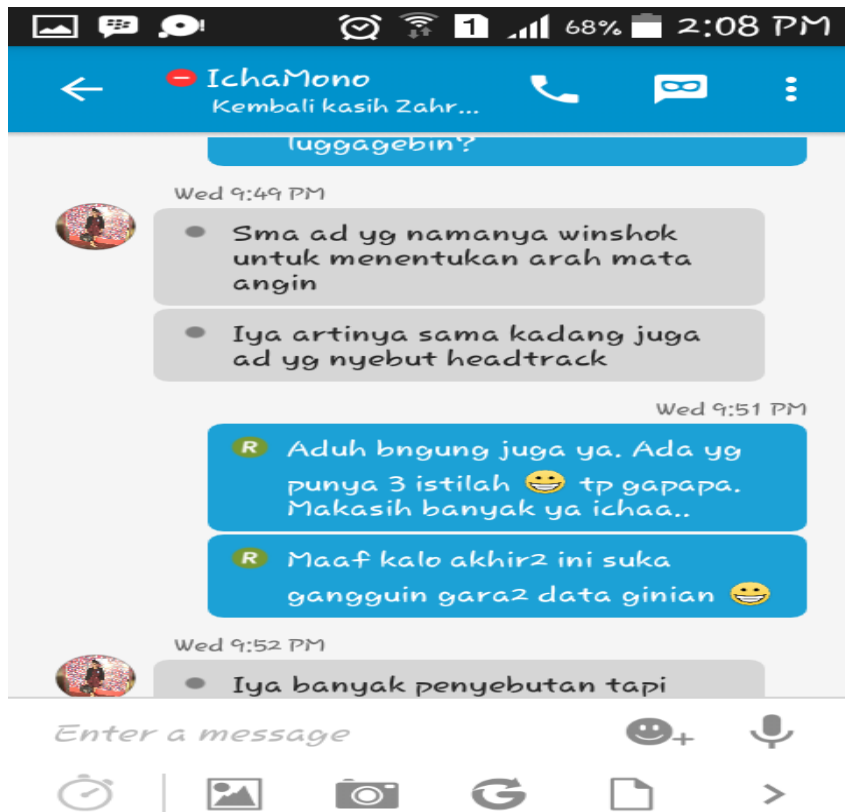 1 68% 2:08 PM
IchaMono
Kembali kasih Zahr...
luggagebin?
Wed 9:49 PM
Sma ad yg namanya winshok
untuk menentukan arah mata
angin
Iya artinya sama kadang juga
ad yg nyebut headtrack
Wed 9:51 PM
R Aduh bngung juga ya. Ada yg
punya 3 istilah 😀 tp gapapa.
Makasih banyak ya ichaa..
R Maaf kalo akhir2 ini suka
gangguin gara2 data ginian 😀
Wed 9:52 PM
Iya banyak penyebutan tapi
Enter a message